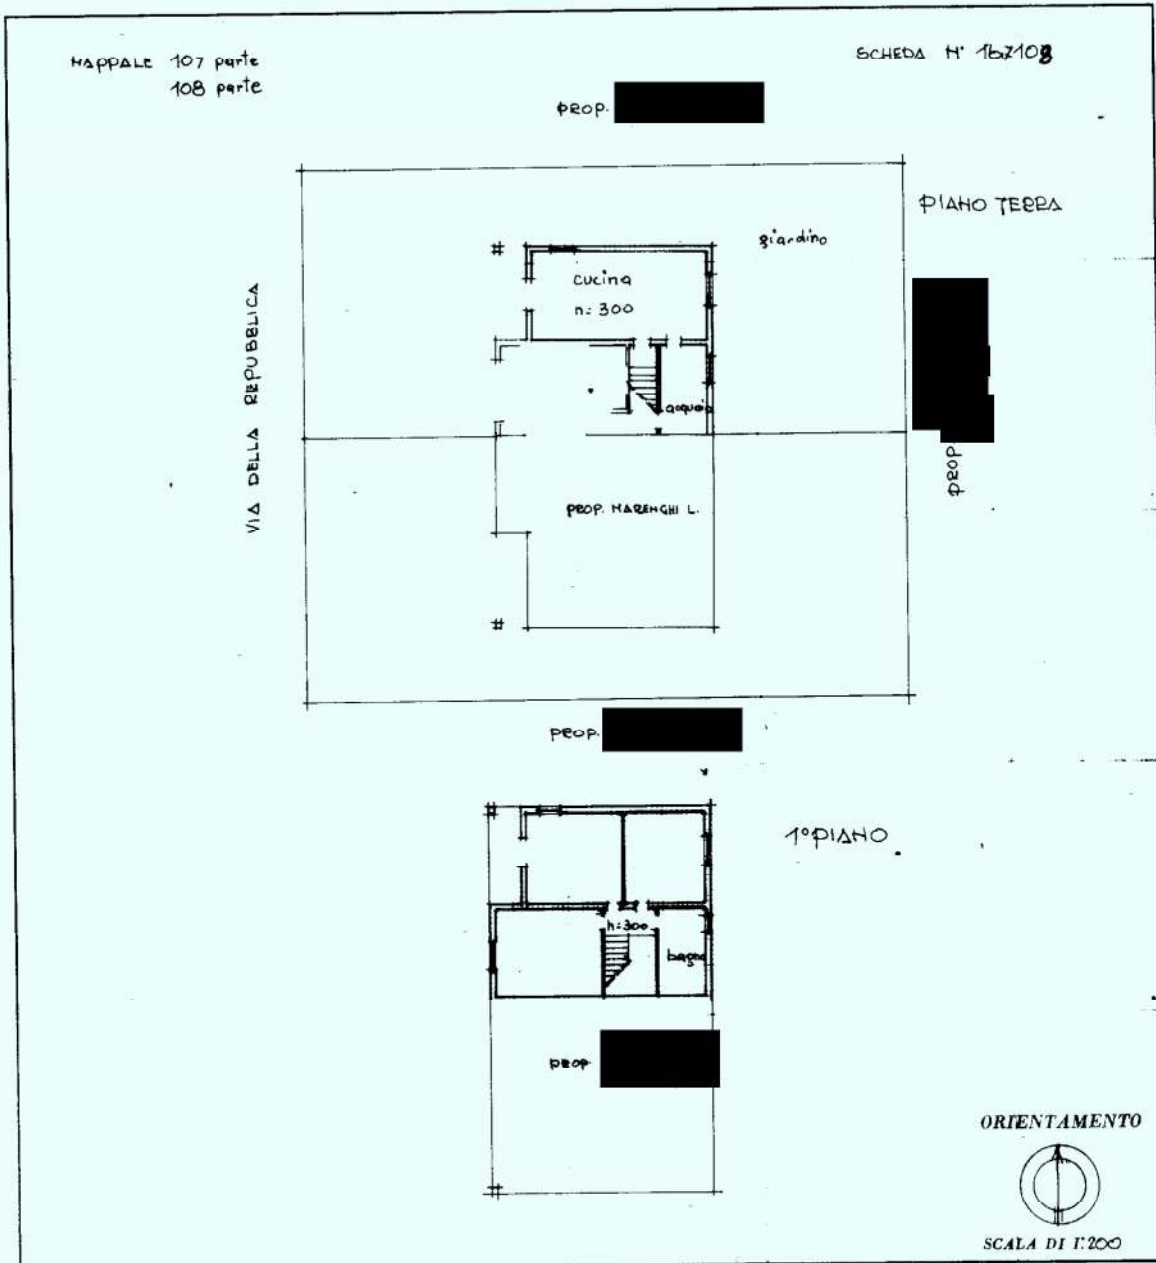 MAPPALE 107 parte
108 parte
SCHEDA N°
PROP.
PIANO TERRA
giardino
cucina
h: 300
VIA DELLA REPUBBLICA
acquaio
PROP.
PROP. MARENGHI L.
PROP.
1° PIANO
h=300
bagno
PROP
ORIENTAMENTO
SCALA DI 1:200